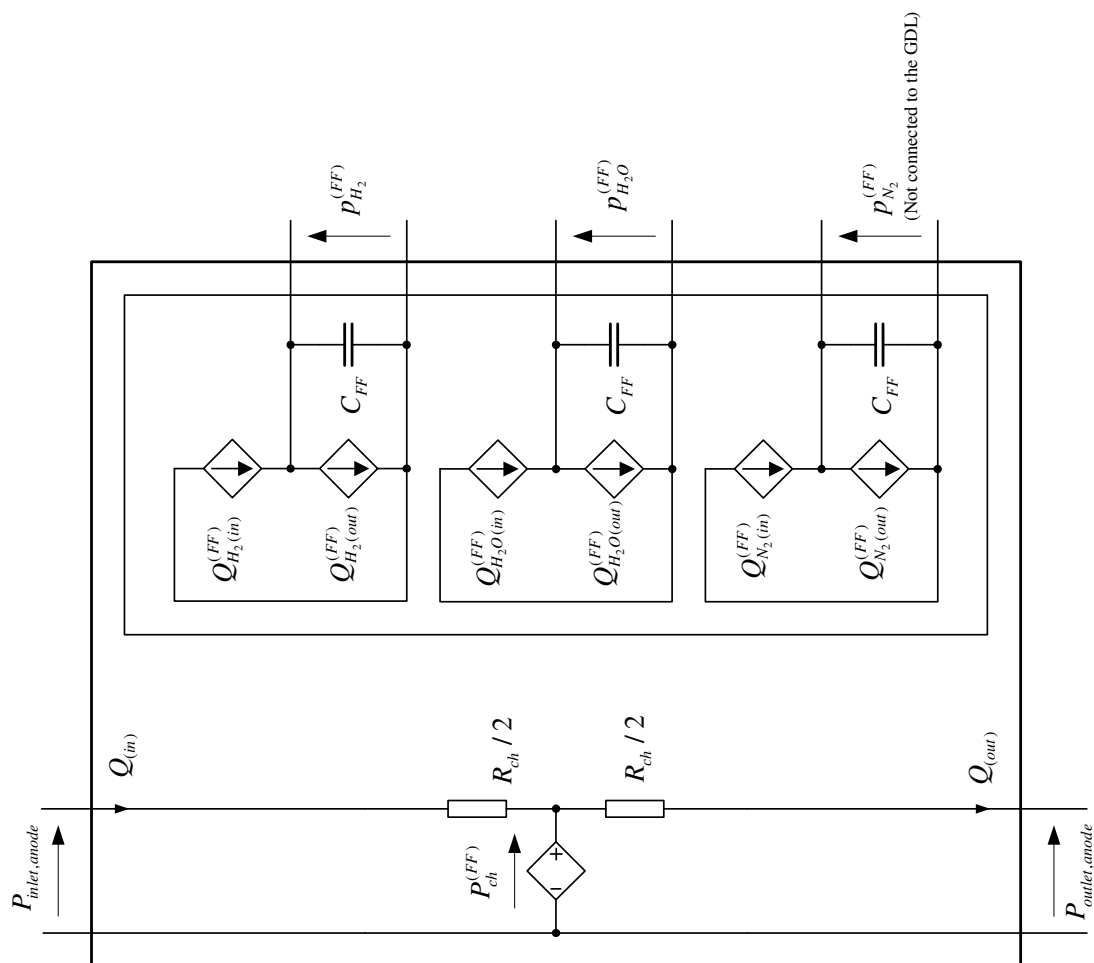 p_{H_2}^{(FF)}
Q_{H_2(in)}^{(FF)}
Q_{H_2(out)}^{(FF)}
C_{FF}
p_{H_2O}^{(FF)}
Q_{H_2O(in)}^{(FF)}
Q_{H_2O(out)}^{(FF)}
C_{FF}
p_{N_2}^{(FF)}
(Not connected to the GDL)
Q_{N_2(in)}^{(FF)}
Q_{N_2(out)}^{(FF)}
C_{FF}
Q_{(in)}
R_{ch} / 2
R_{ch} / 2
Q_{(out)}
P_{inlet,anode}
P_{ch}^{(FF)}
+
−
P_{outlet,anode}